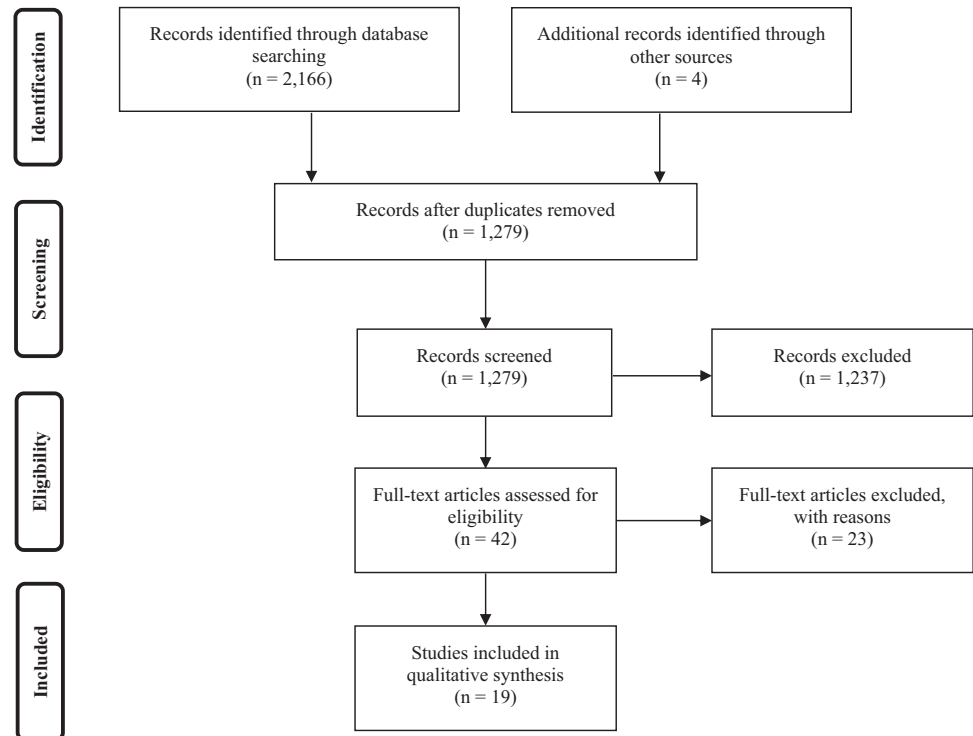 Identification
Records identified through database
searching
(n = 2,166)
Additional records identified through
other sources
(n = 4)
Screening
Records after duplicates removed
(n = 1,279)
Records screened
(n = 1,279)
Records excluded
(n = 1,237)
Eligibility
Full-text articles assessed for
eligibility
(n = 42)
Full-text articles excluded,
with reasons
(n = 23)
Included
Studies included in
qualitative synthesis
(n = 19)